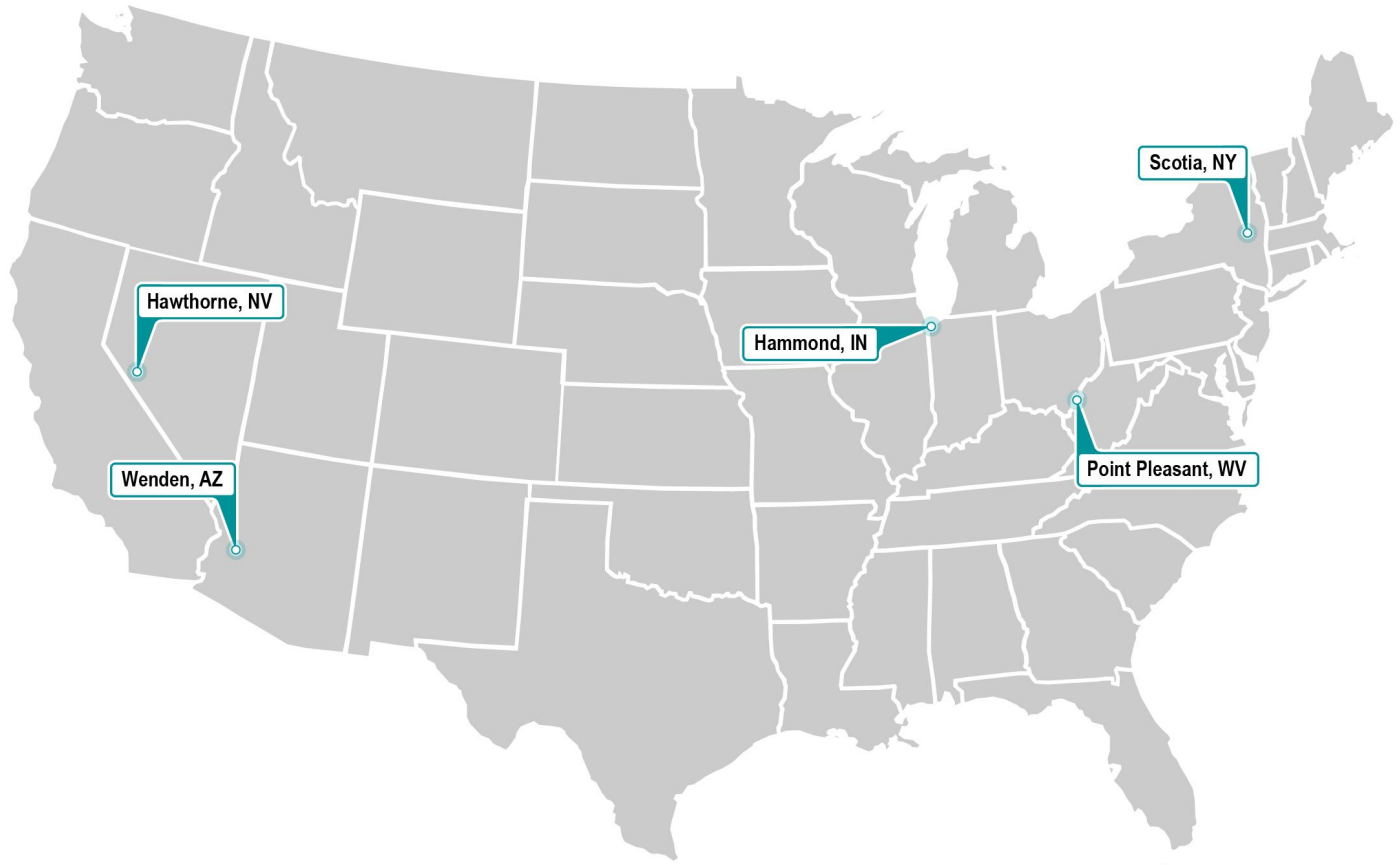 Scotia, NY
Hawthorne, NV
Hammond, IN
Wenden, AZ
Point Pleasant, WV